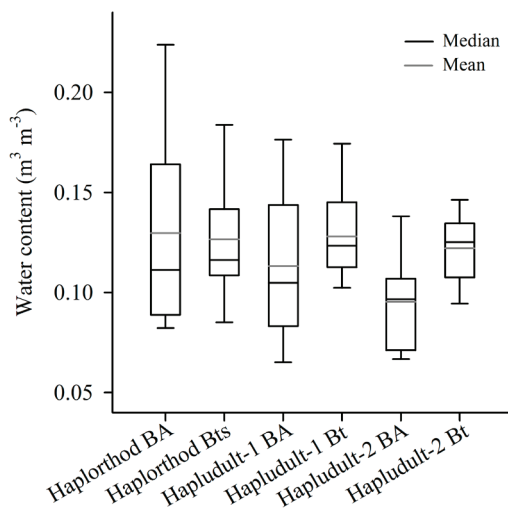 Median
Mean
0.20
0.15
0.10
0.05
Water content (m³ m⁻³)
Haplorthod BA
Haplorthod Bts
Hapludult-1 BA
Hapludult-1 Bt
Hapludult-2 BA
Hapludult-2 Bt